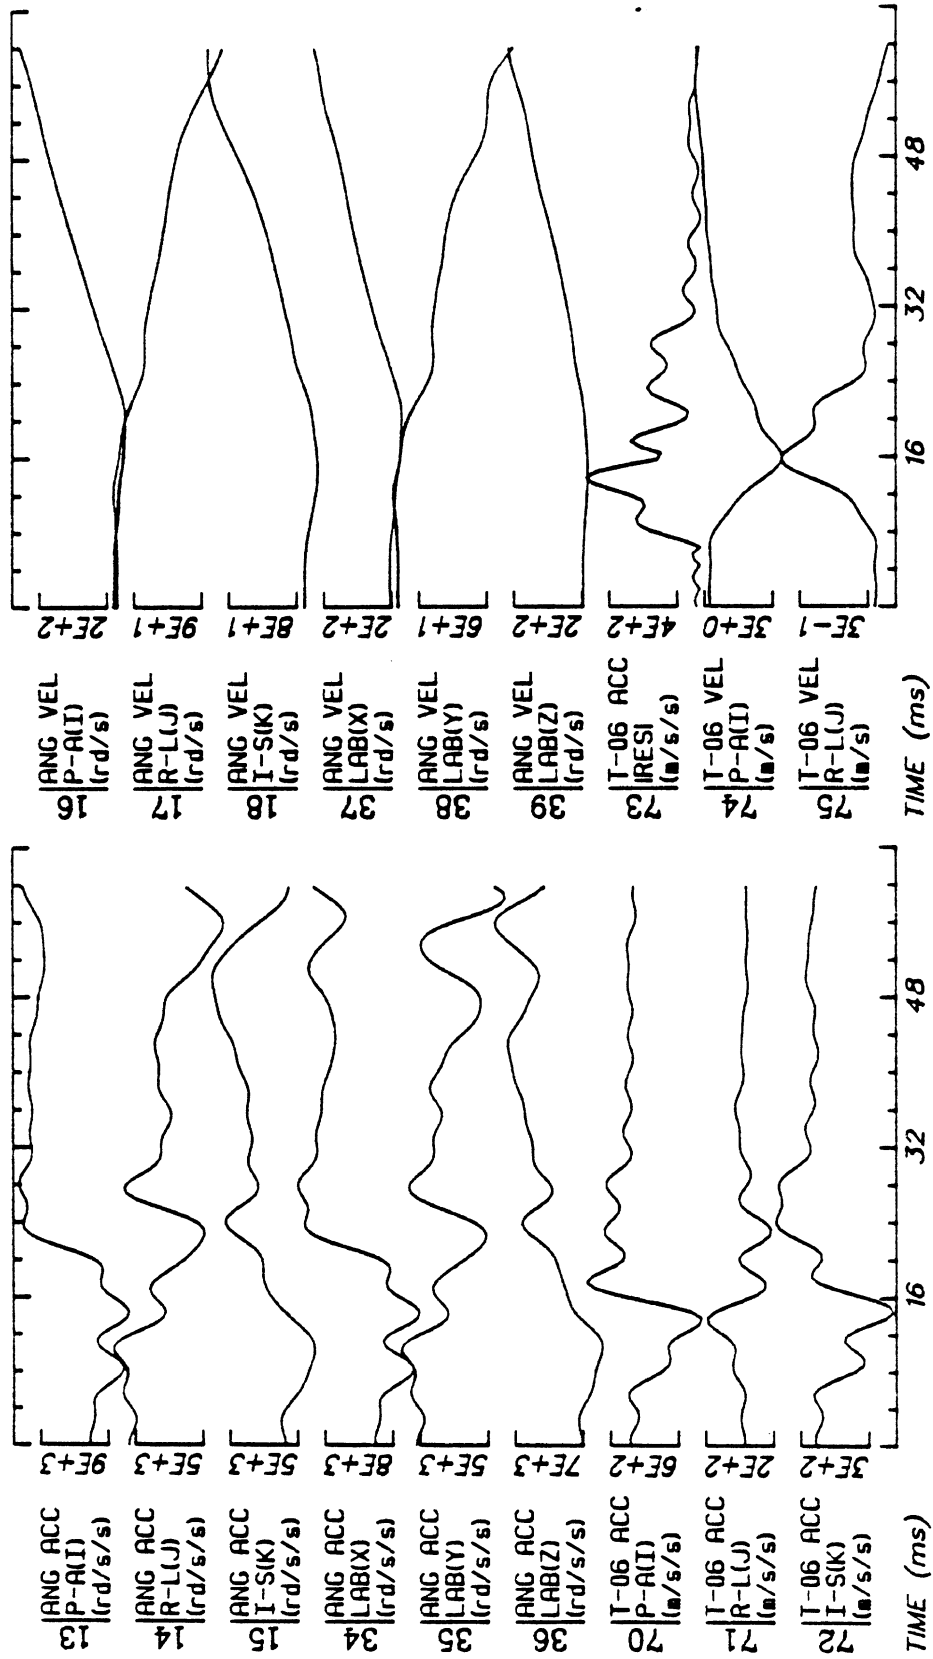 13
ANG ACC
P-A(I)
(rd/s/s)
9E+3
14
ANG ACC
R-L(J)
(rd/s/s)
5E+3
15
ANG ACC
I-S(K)
(rd/s/s)
5E+3
34
ANG ACC
LAB(X)
(rd/s/s)
8E+3
35
ANG ACC
LAB(Y)
(rd/s/s)
5E+3
36
ANG ACC
LAB(Z)
(rd/s/s)
7E+3
70
T-06 ACC
P-A(I)
(m/s/s)
6E+2
71
T-06 ACC
R-L(J)
(m/s/s)
2E+2
72
T-06 ACC
I-S(K)
(m/s/s)
3E+2
TIME (ms)
16 32 48
16
ANG VEL
P-A(I)
(rd/s)
2E+2
17
ANG VEL
R-L(J)
(rd/s)
9E+1
18
ANG VEL
I-S(K)
(rd/s)
8E+1
37
ANG VEL
LAB(X)
(rd/s)
2E+2
38
ANG VEL
LAB(Y)
(rd/s)
6E+1
39
ANG VEL
LAB(Z)
(rd/s)
2E+2
73
T-06 ACC
|RES|
(m/s/s)
4E+2
74
T-06 VEL
P-A(I)
(m/s)
3E+0
75
T-06 VEL
R-L(J)
(m/s)
3E-1
TIME (ms)
16 32 48